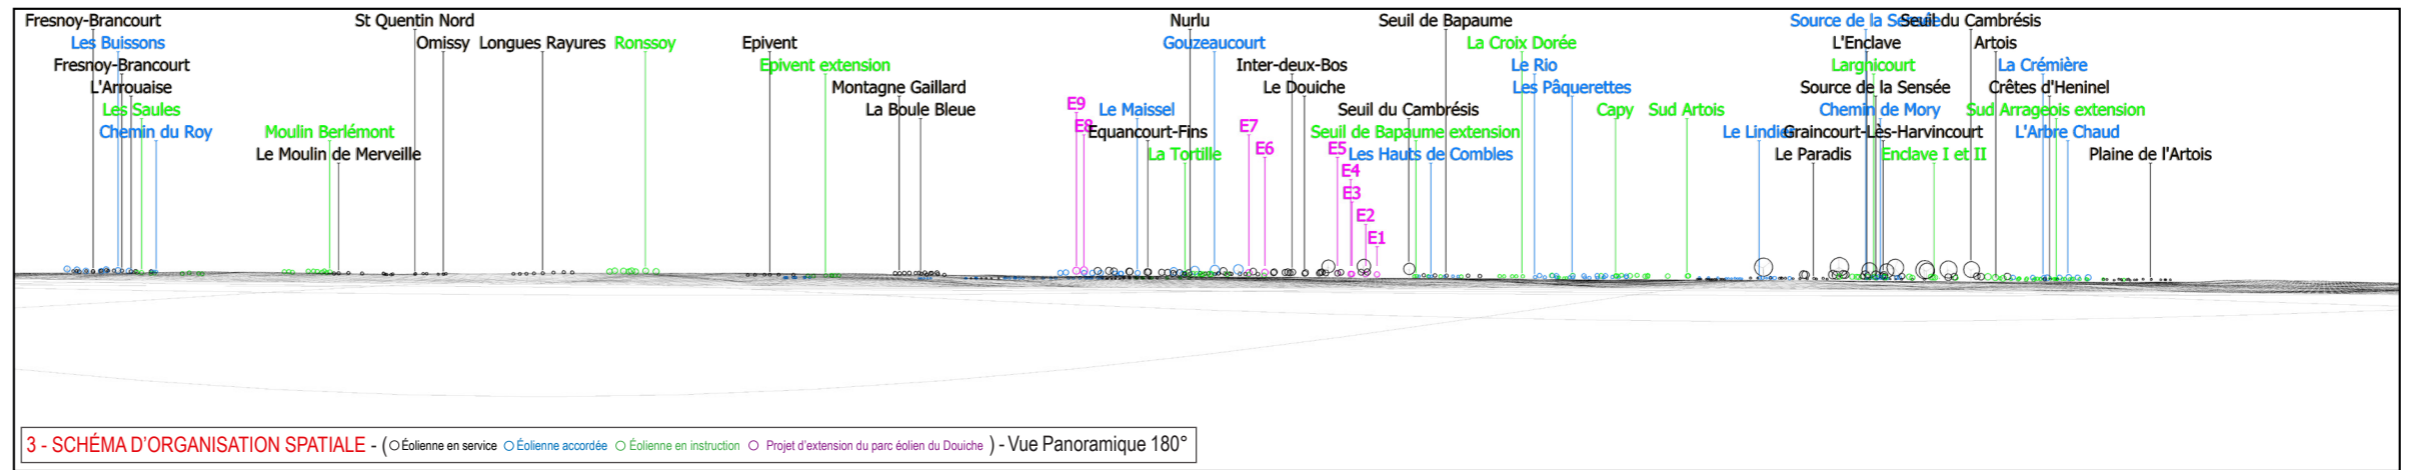 Fresnoy-Brancourt
St Quentin Nord
Nurlu
Seuil de Bapaume
Source de la Sensée
Seuil du Cambrésis
Les Buissons
Omissy
Longues Rayures
Ronssoy
Epivent
Gouzeaucourt
La Croix Dorée
L'Enclave
Artois
Fresnoy-Brancourt
Epivent extension
Inter-deux-Bos
Le Rio
Largnicourt
La Crémière
L'Arrouaise
Montagne Gaillard
Le Douiche
Les Pâquerettes
Source de la Sensée
Crêtes d'Heninel
Les Saules
La Boule Bleue
E9
Le Maissel
Seuil du Cambrésis
Capy
Sud Artois
Chemin de Mory
Sud Arrageois extension
Chemin du Roy
Moulin Berlémont
E8
Equancourt-Fins
E7
Seuil de Bapaume extension
Le Lindier
Graincourt-Lès-Harvincourt
L'Arbre Chaud
Le Moulin de Merveille
La Tortille
E6
E5
Les Hauts de Combles
Le Paradis
Enclave I et II
Plaine de l'Artois
E4
E3
E2
E1
3 - SCHÉMA D'ORGANISATION SPATIALE - ( Éolienne en service Éolienne accordée Éolienne en instruction Projet d'extension du parc éolien du Douiche ) - Vue Panoramique 180°